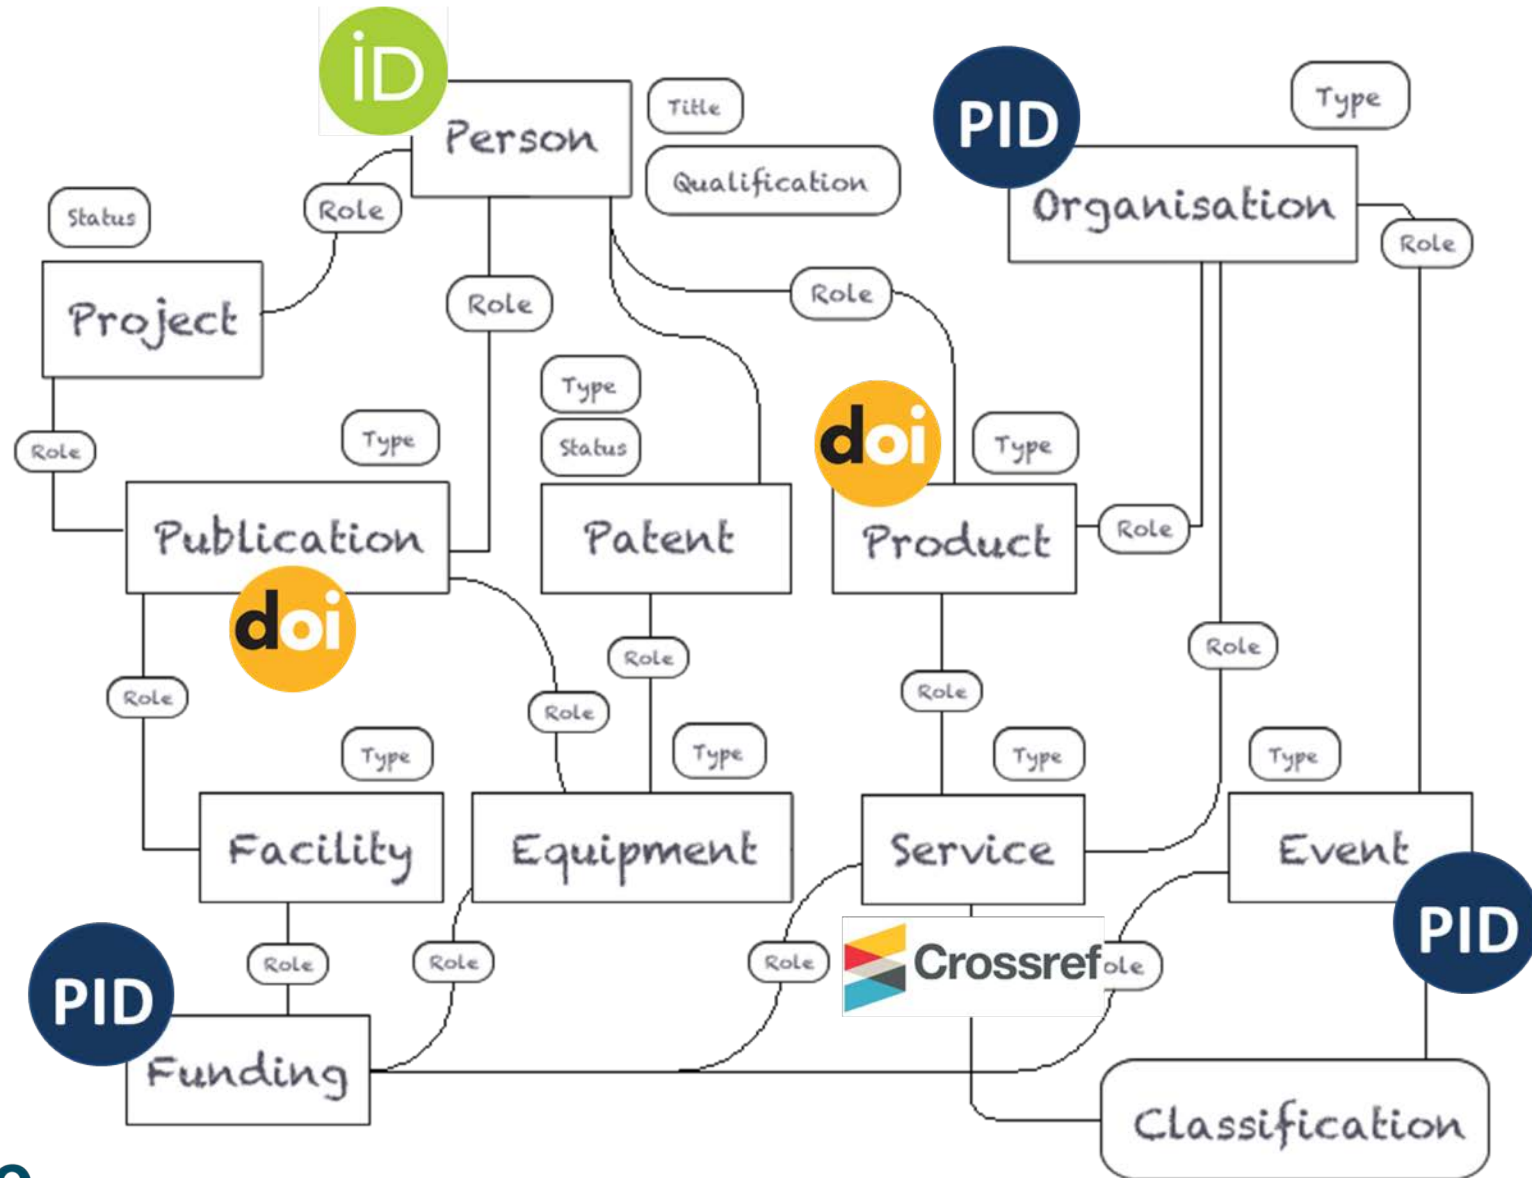 iD
Person
Title
Qualification
PID
Type
Organisation
Role
Status
Role
Project
Role
Role
Type
Status
Type
doi
Type
Role
Publication
Patent
Product
Role
doi
Role
Role
Role
Role
Role
Type
Type
Type
Type
Facility
Equipment
Service
Event
PID
Role
Role
Role
Crossref
ole
PID
Funding
Classification